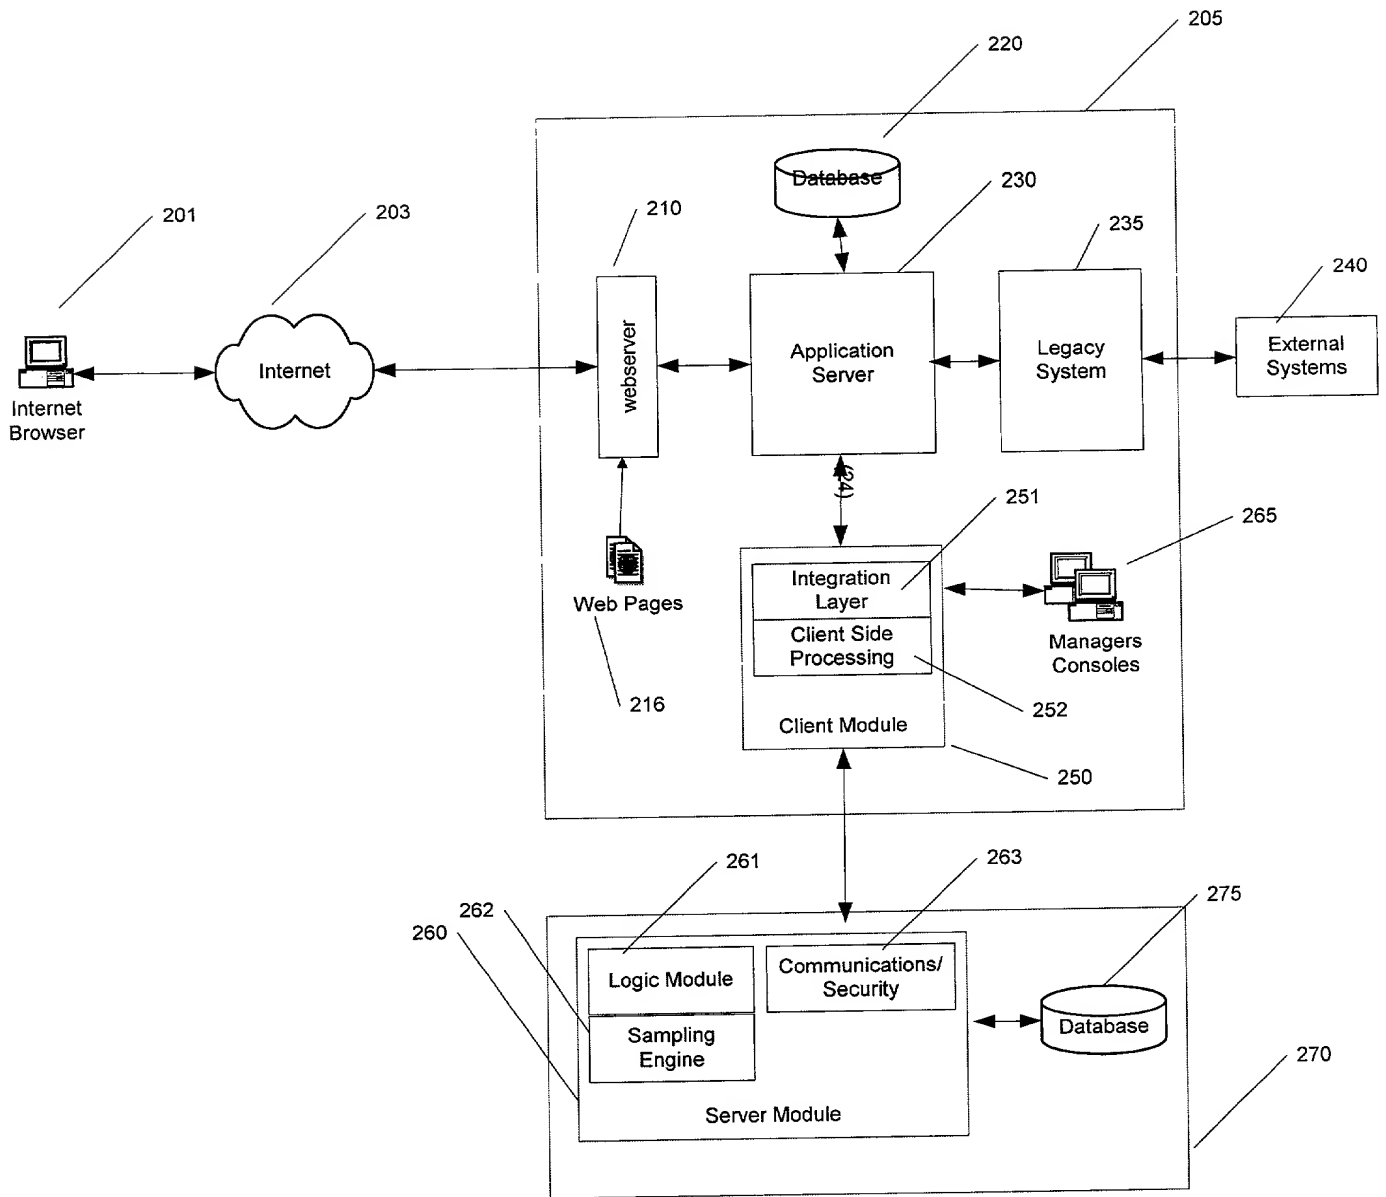 205
220
Database
230
201
203
210
235
240
webserver
Application
Server
Legacy
System
External
Systems
Internet
Internet
Browser
(24)
251
265
Integration
Layer
Client Side
Processing
Web Pages
Managers
Consoles
216
252
Client Module
250
261
263
275
262
260
Logic Module
Communications/
Security
Sampling
Engine
Database
270
Server Module